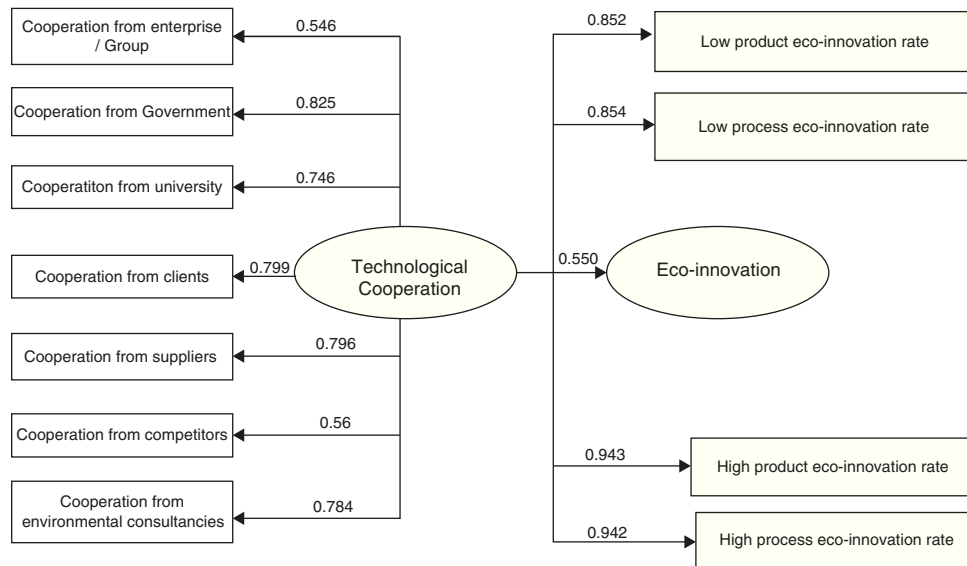 Cooperation from enterprise
/ Group
0.546
Cooperation from Government
0.825
Cooperatiton from university
0.746
Cooperation from clients
0.799
Cooperation from suppliers
0.796
Cooperation from competitors
0.56
Cooperation from
environmental consultancies
0.784
Technological
Cooperation
0.852
Low product eco-innovation rate
0.854
Low process eco-innovation rate
0.550
Eco-innovation
0.943
High product eco-innovation rate
0.942
High process eco-innovation rate